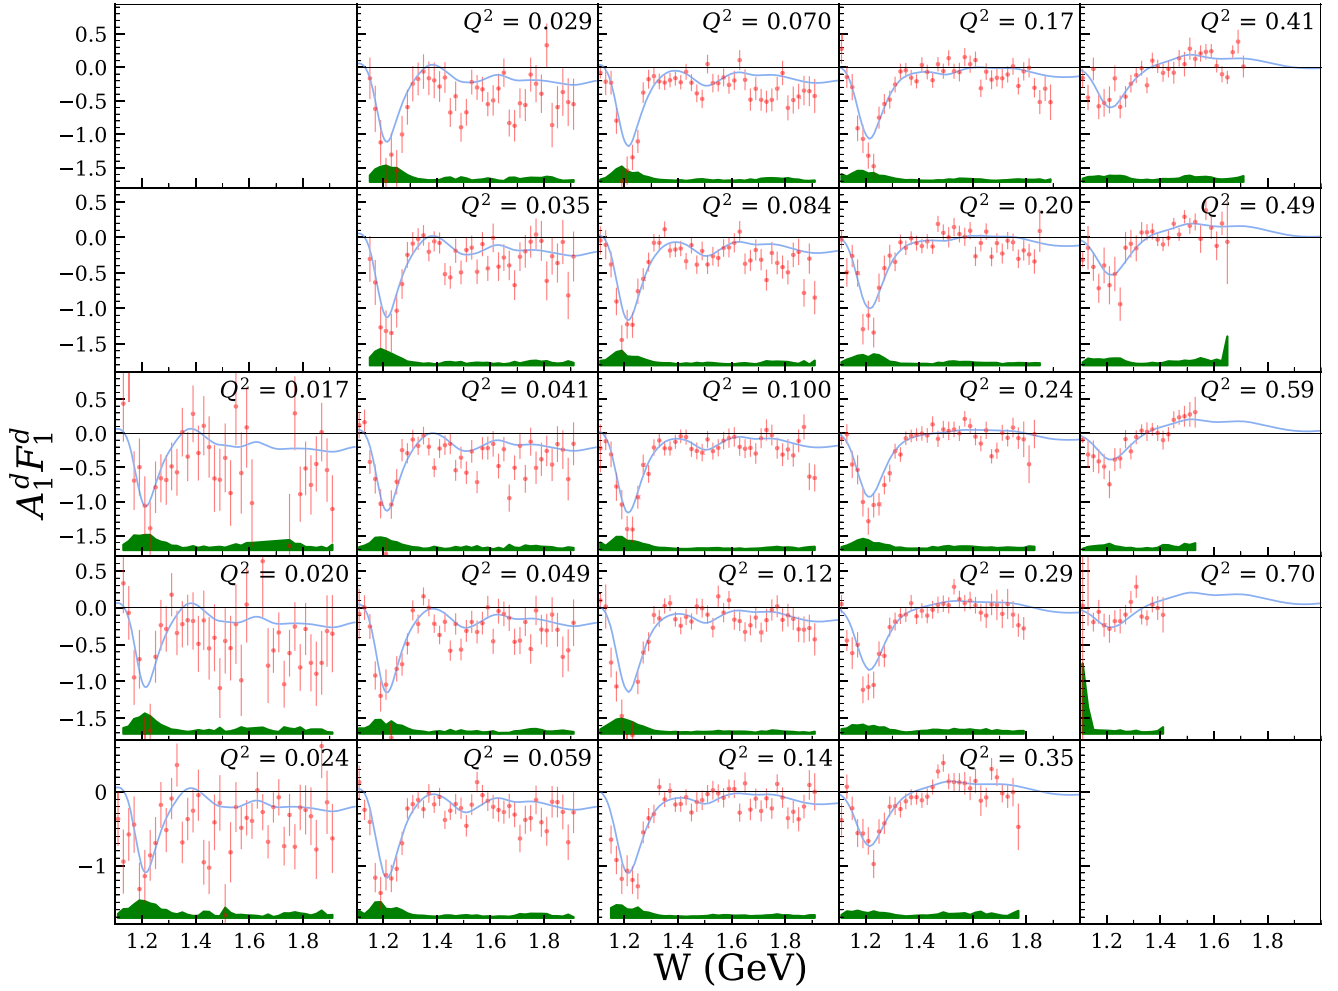 0.5 Q² = 0.029 Q² = 0.070 Q² = 0.17 Q² = 0.41
0.0
−0.5
−1.0
−1.5
0.5 Q² = 0.035 Q² = 0.084 Q² = 0.20 Q² = 0.49
0.0
−0.5
−1.0
−1.5
Q² = 0.017 Q² = 0.041 Q² = 0.100 Q² = 0.24 Q² = 0.59
0.5
0.0
−0.5
−1.0
−1.5
A₁ᵈF₁ᵈ
0.5 Q² = 0.020 Q² = 0.049 Q² = 0.12 Q² = 0.29 Q² = 0.70
0.0
−0.5
−1.0
−1.5
Q² = 0.024 Q² = 0.059 Q² = 0.14 Q² = 0.35
0
−1
1.2 1.4 1.6 1.8 1.2 1.4 1.6 1.8 1.2 1.4 1.6 1.8 1.2 1.4 1.6 1.8 1.2 1.4 1.6 1.8
W (GeV)